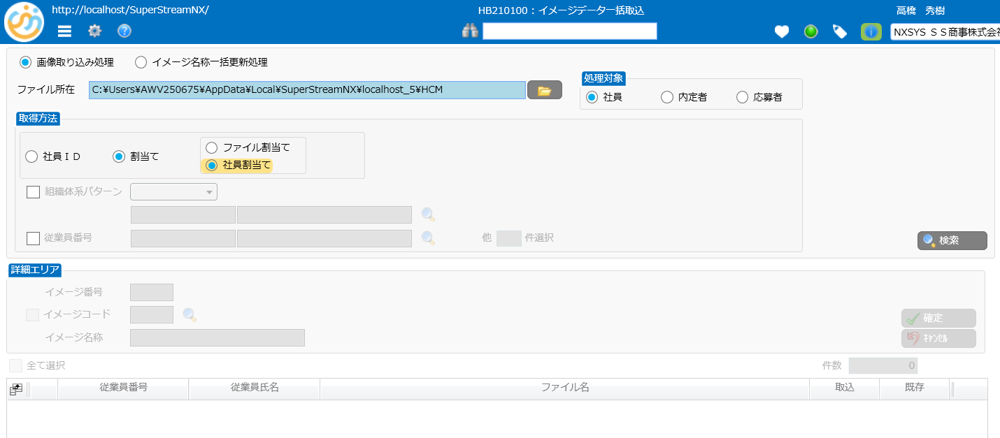 http://localhost/SuperStreamNX/
HB210100：イメージデータ一括取込
高橋　秀樹
NXSYS ＳＳ商事株式会社
画像取り込み処理
イメージ名称一括更新処理
ファイル所在
C:¥Users¥AWV250675¥AppData¥Local¥SuperStreamNX¥localhost_5¥HCM
処理対象
社員
内定者
応募者
取得方法
社員ＩＤ
割当て
ファイル割当て
社員割当て
組織体系パターン
従業員番号
他
件選択
検索
詳細エリア
イメージ番号
イメージコード
イメージ名称
確定
ｷｬﾝｾﾙ
全て選択
件数
0
従業員番号
従業員氏名
ファイル名
取込
既存